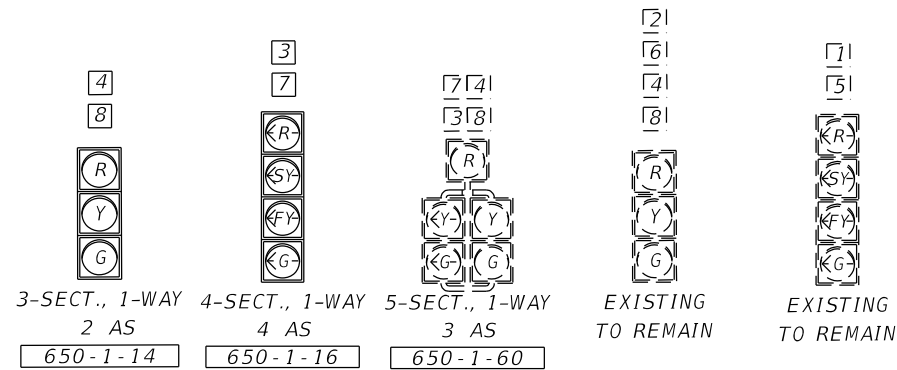 4
8
R
Y
G
3-SECT., 1-WAY
2 AS
650-1-14
3
7
R
SY
FY
G
4-SECT., 1-WAY
4 AS
650-1-16
7 4
3 8
R
Y Y
G G
5-SECT., 1-WAY
3 AS
650-1-60
2
6
4
8
R
Y
G
EXISTING
TO REMAIN
1
5
R
SY
FY
G
EXISTING
TO REMAIN